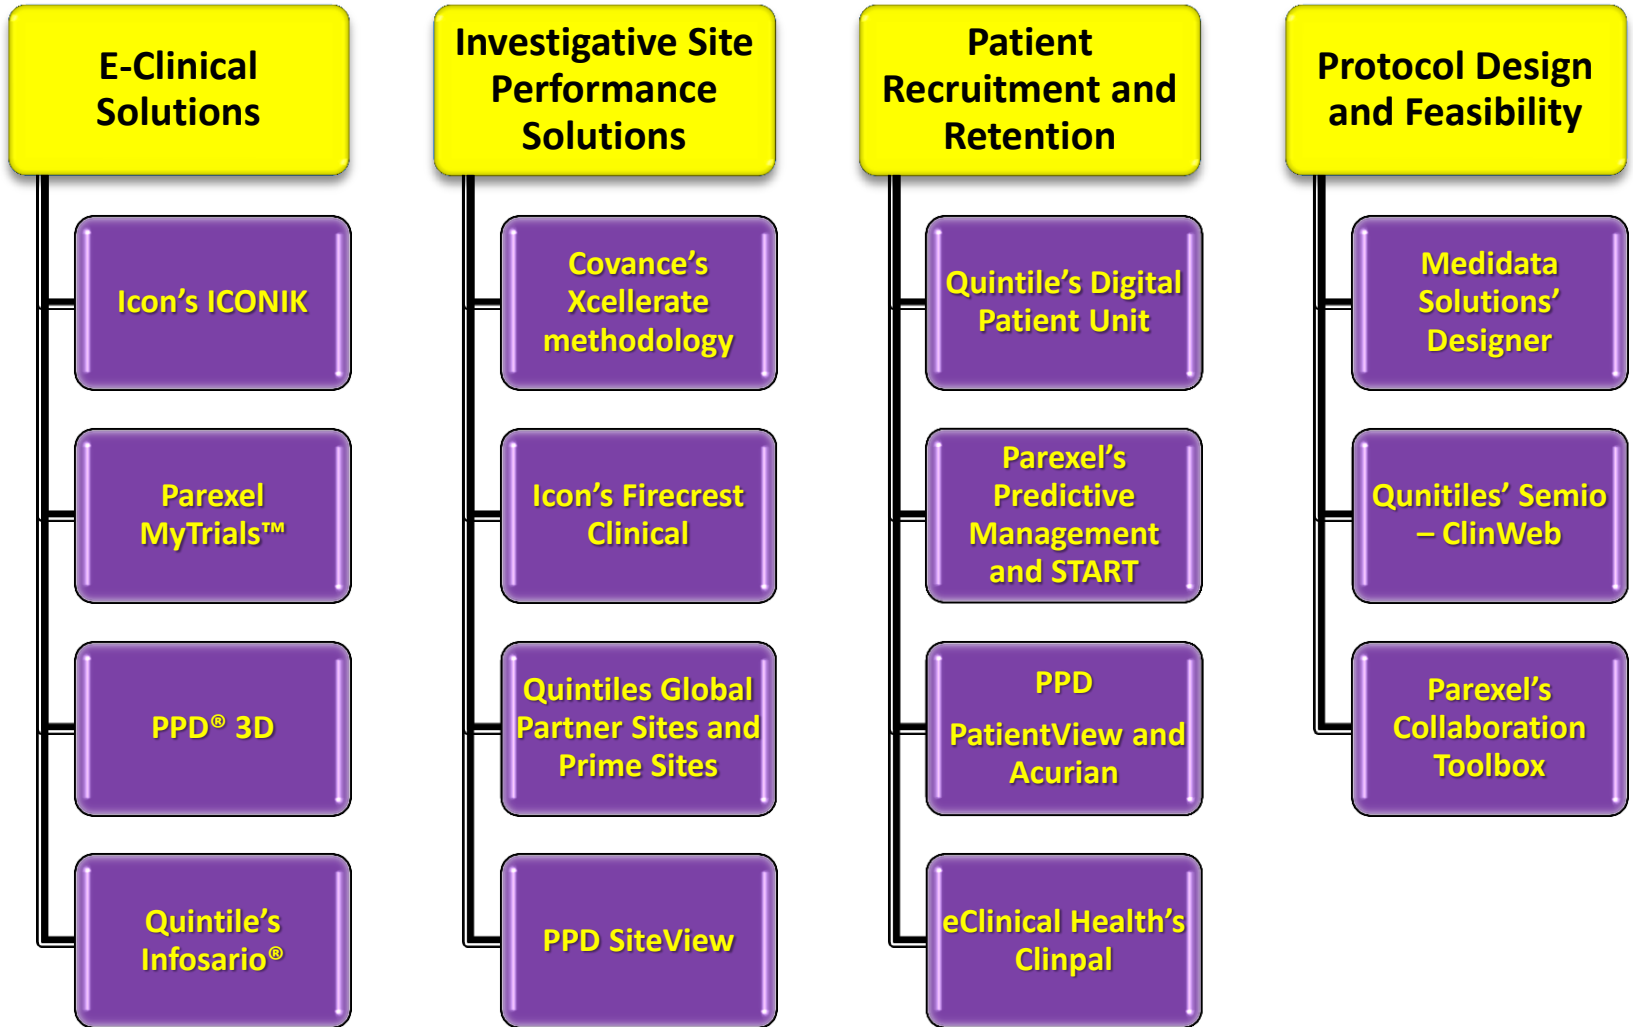 E-Clinical
Solutions
Icon’s ICONIK
Parexel
MyTrials™
PPD® 3D
Quintile’s
Infosario®
Investigative Site
Performance
Solutions
Covance’s
Xcellerate
methodology
Icon’s Firecrest
Clinical
Quintiles Global
Partner Sites and
Prime Sites
PPD SiteView
Patient
Recruitment and
Retention
Quintile’s Digital
Patient Unit
Parexel’s
Predictive
Management
and START
PPD
PatientView and
Acurian
eClinical Health’s
Clinpal
Protocol Design
and Feasibility
Medidata
Solutions’
Designer
Qunitiles’ Semio
– ClinWeb
Parexel’s
Collaboration
Toolbox